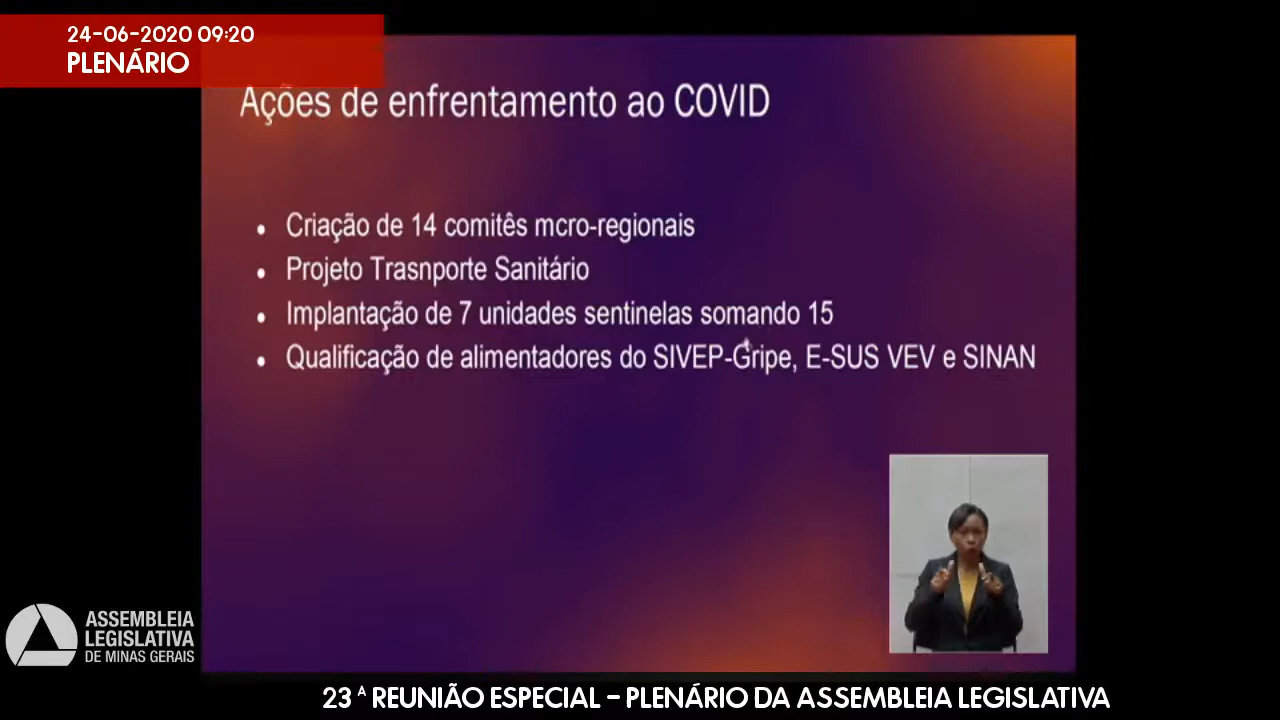 24-06-2020 09:20
PLENÁRIO
Ações de enfrentamento ao COVID
• Criação de 14 comitês mcro-regionais
• Projeto Trasnporte Sanitário
• Implantação de 7 unidades sentinelas somando 15
• Qualificação de alimentadores do SIVEP-Gripe, E-SUS VEV e SINAN
ASSEMBLEIA
LEGISLATIVA
DE MINAS GERAIS
23ª REUNIÃO ESPECIAL – PLENÁRIO DA ASSEMBLEIA LEGISLATIVA